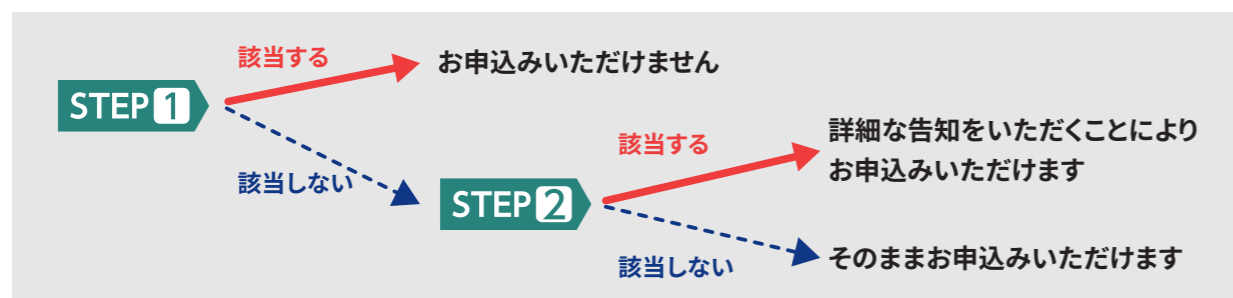 該当する
お申込みいただけません
STEP 1
該当しない
該当する
詳細な告知をいただくことにより
お申込みいただけます
STEP 2
該当しない
そのままお申込みいただけます